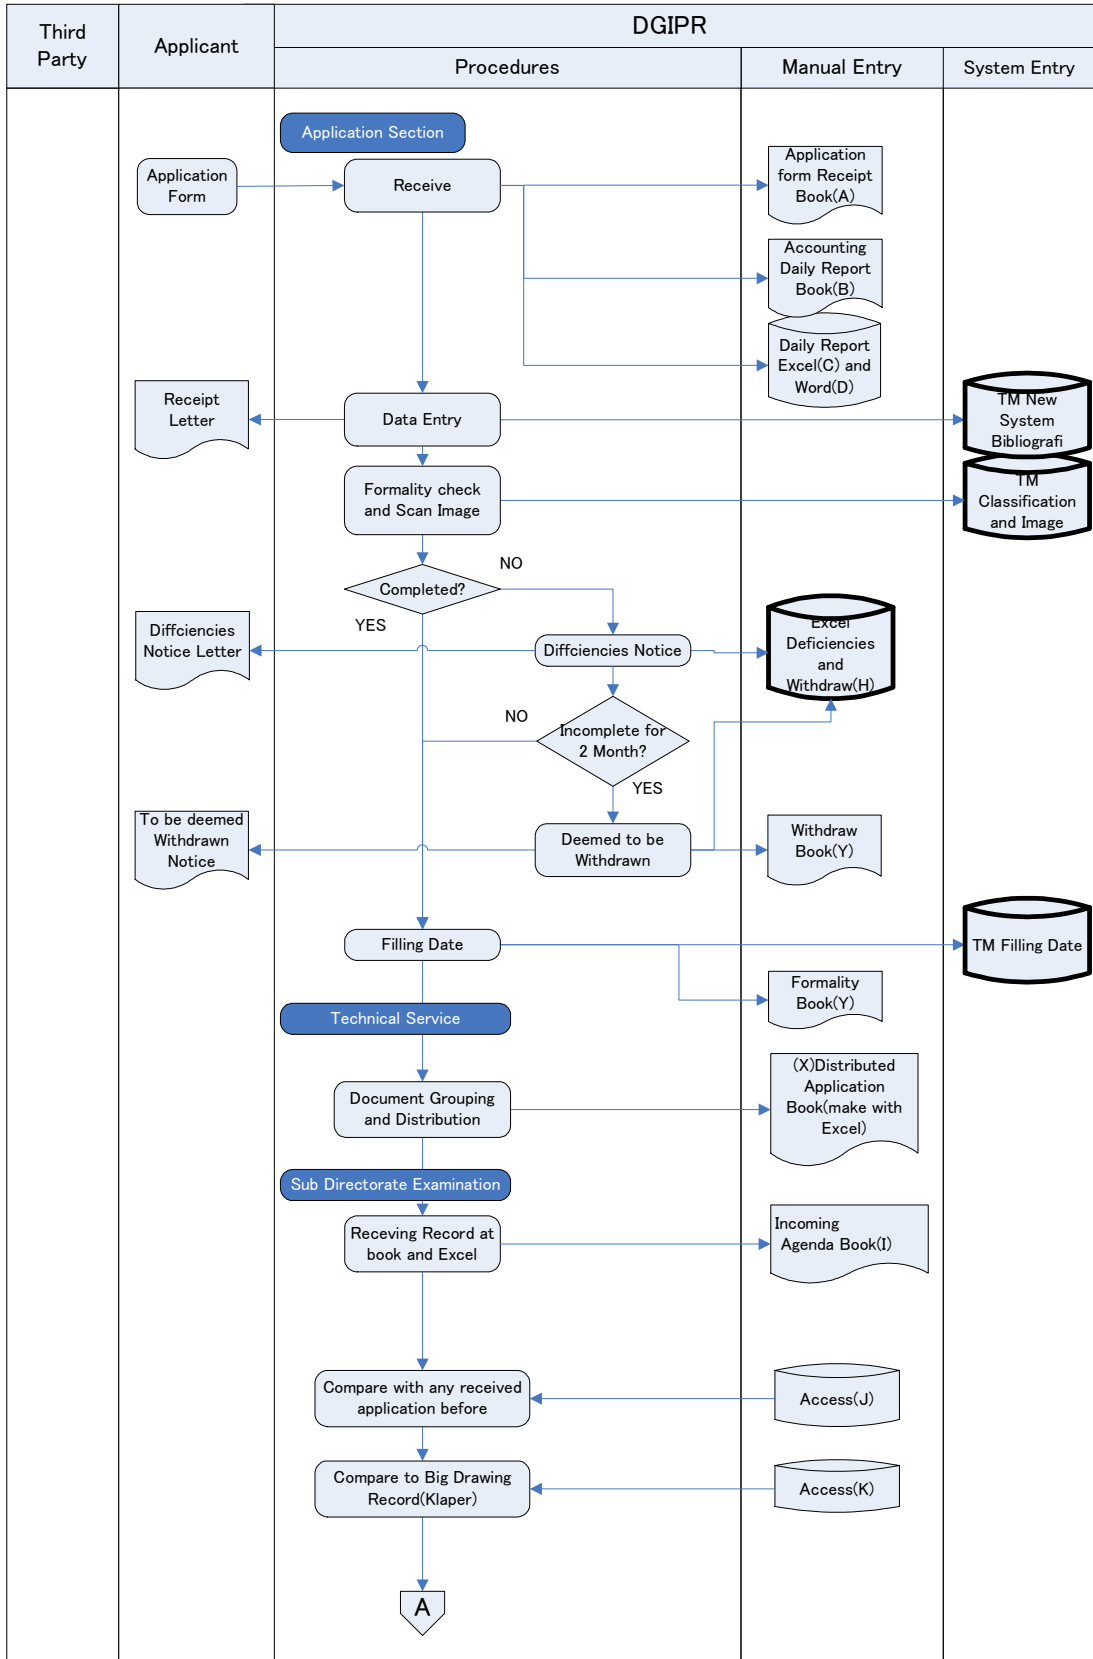 Third
Party
Applicant
DGIPR
Procedures
Manual Entry
System Entry
Application Section
Application
Form
Receive
Application
form Receipt
Book(A)
Accounting
Daily Report
Book(B)
Daily Report
Excel(C) and
Word(D)
Receipt
Letter
Data Entry
TM New
System
Bibliografi
Formality check
and Scan Image
TM
Classification
and Image
Completed?
NO
YES
Diffciencies
Notice Letter
Diffciencies Notice
Excel
Deficiencies
and
Withdraw(H)
NO
Incomplete for
2 Month?
YES
To be deemed
Withdrawn
Notice
Deemed to be
Withdrawn
Withdraw
Book(Y)
Filling Date
TM Filling Date
Formality
Book(Y)
Technical Service
Document Grouping
and Distribution
(X)Distributed
Application
Book(make with
Excel)
Sub Directorate Examination
Receving Record at
book and Excel
Incoming
Agenda Book(I)
Compare with any received
application before
Access(J)
Compare to Big Drawing
Record(Klaper)
Access(K)
A